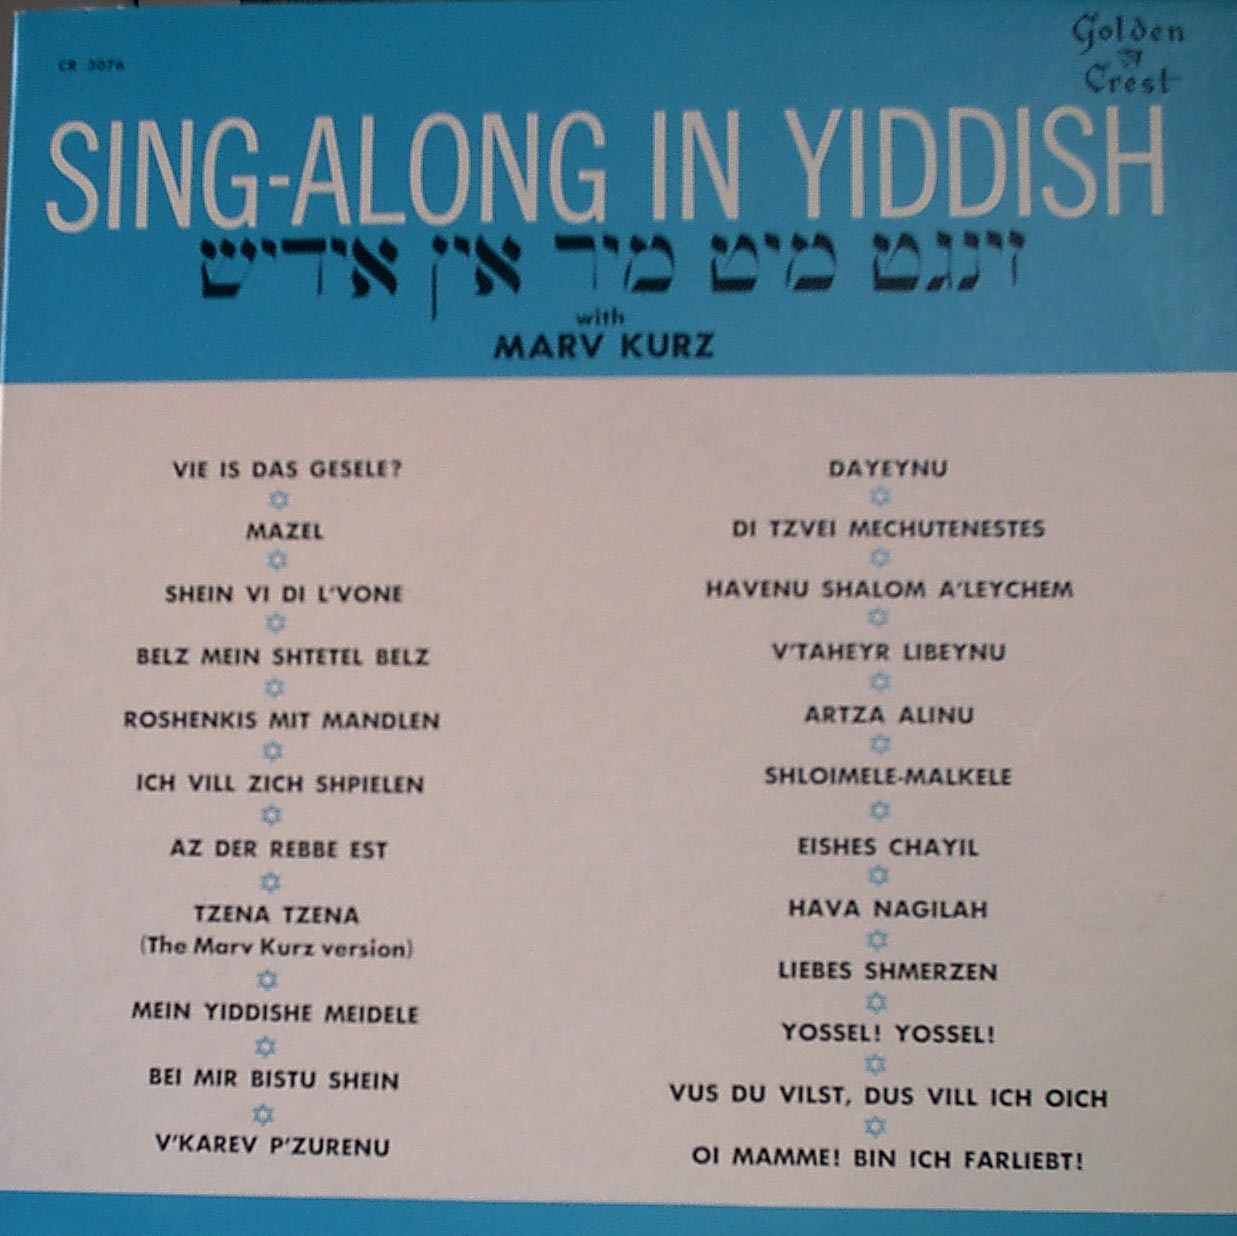 CR 3076
Golden
Crest
SING-ALONG IN YIDDISH
זינגט מיט מיר אין אידיש
with
MARV KURZ
VIE IS DAS GESELE?
MAZEL
SHEIN VI DI L'VONE
BELZ MEIN SHTETEL BELZ
ROSHENKIS MIT MANDLEN
ICH VILL ZICH SHPIELEN
AZ DER REBBE EST
TZENA TZENA
(The Marv Kurz version)
MEIN YIDDISHE MEIDELE
BEI MIR BISTU SHEIN
V'KAREV P'ZURENU
DAYEYNU
DI TZVEI MECHUTENESTES
HAVENU SHALOM A'LEYCHEM
V'TAHEYR LIBEYNU
ARTZA ALINU
SHLOIMELE-MALKELE
EISHES CHAYIL
HAVA NAGILAH
LIEBES SHMERZEN
YOSSEL! YOSSEL!
VUS DU VILST, DUS VILL ICH OICH
OI MAMME! BIN ICH FARLIEBT!